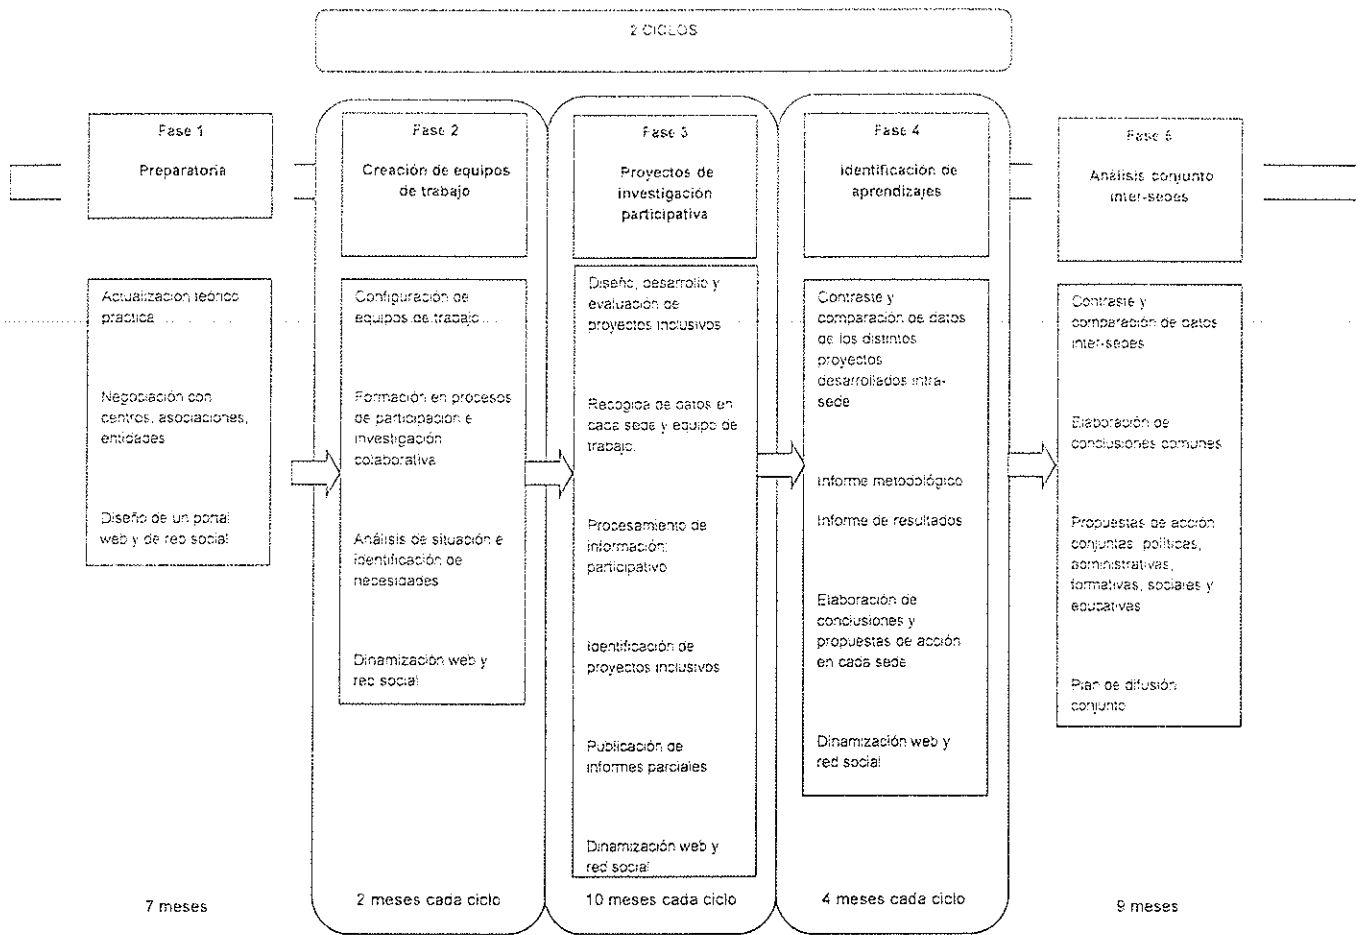 2 CICLOS
Fase 1
Preparatoria
Actualización teórico
práctica
Negociación con
centros, asociaciones,
entidades
Diseño de un portal
web y de red social
7 meses
Fase 2
Creación de equipos
de trabajo
Configuración de
equipos de trabajo
Formación en procesos
de participación e
investigación
colaborativa
Análisis de situación e
identificación de
necesidades
Dinamización web y
red social
2 meses cada ciclo
Fase 3
Proyectos de
investigación
participativa
Diseño, desarrollo y
evaluación de
proyectos inclusivos
Recogida de datos en
cada sede y equipo de
trabajo.
Procesamiento de
información:
participativo
Identificación de
proyectos inclusivos
Publicación de
informes parciales
Dinamización web y
red social
10 meses cada ciclo
Fase 4
Identificación de
aprendizajes
Contraste y
comparación de datos
de los distintos
proyectos
desarrollados intra-
sede
Informe metodológico
Informe de resultados
Elaboración de
conclusiones y
propuestas de acción
en cada sede
Dinamización web y
red social
4 meses cada ciclo
Fase 5
Análisis conjunto
inter-sedes
Contraste y
comparación de datos
inter-sedes
Elaboración de
conclusiones comunes
Propuestas de acción
conjuntas: políticas,
administrativas,
formativas, sociales y
educativas
Plan de difusión
conjunto
9 meses